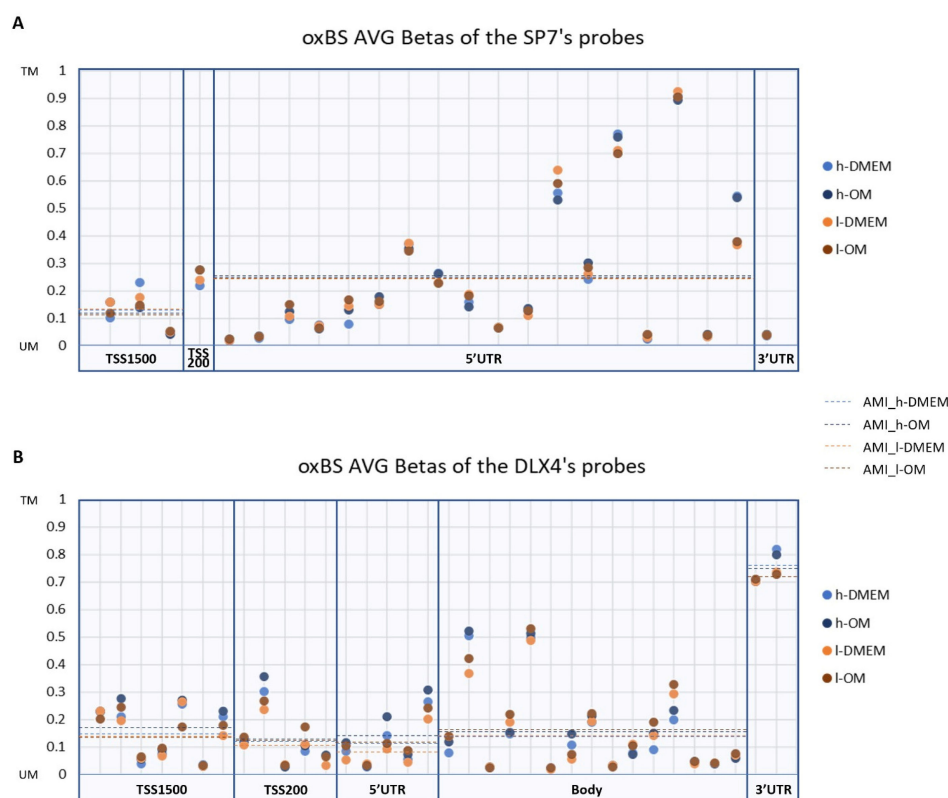 A
oxBS AVG Betas of the SP7's probes
TM
1
0.9
0.8
0.7
0.6
0.5
0.4
0.3
0.2
0.1
UM
0
TSS1500
TSS
200
5'UTR
3'UTR
h-DMEM
h-OM
l-DMEM
l-OM
AMI_h-DMEM
AMI_h-OM
AMI_l-DMEM
AMI_l-OM
B
oxBS AVG Betas of the DLX4's probes
TM
1
0.9
0.8
0.7
0.6
0.5
0.4
0.3
0.2
0.1
UM
0
TSS1500
TSS200
5'UTR
Body
3'UTR
h-DMEM
h-OM
l-DMEM
l-OM